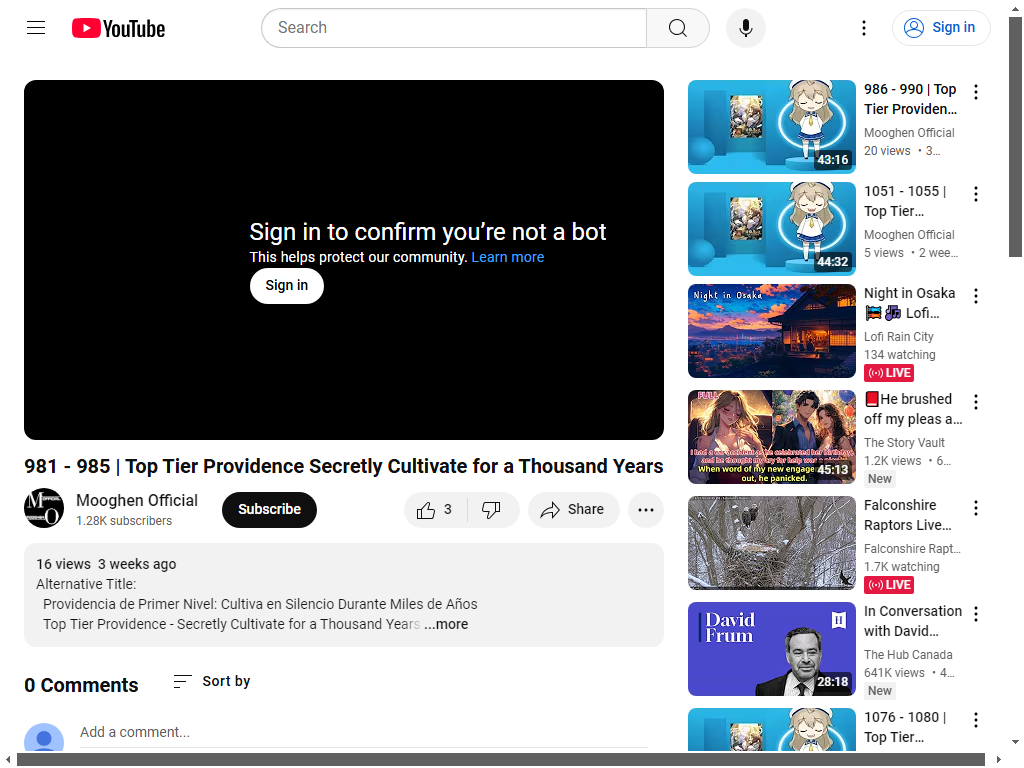 YouTube
Search
Sign in
Sign in to confirm you're not a bot
This helps protect our community. Learn more
Sign in
981 - 985 | Top Tier Providence Secretly Cultivate for a Thousand Years
Mooghen Official
1.28K subscribers
Subscribe
3
Share
16 views 3 weeks ago
Alternative Title:
Providencia de Primer Nivel: Cultiva en Silencio Durante Miles de Años
Top Tier Providence - Secretly Cultivate for a Thousand Years ...more
0 Comments
Sort by
Add a comment...
43:16
986 - 990 | Top
Tier Providen...
Mooghen Official
20 views • 3...
44:32
1051 - 1055 |
Top Tier...
Mooghen Official
5 views • 2 wee...
Night in Osaka
Night in Osaka
Lofi...
Lofi Rain City
134 watching
LIVE
FULL
When word of my new engage
out, he panicked.
45:13
He brushed
off my pleas a...
The Story Vault
1.2K views • 6...
New
Falconshire
Raptors Live...
Falconshire Rapt...
1.7K watching
LIVE
David
Frum
28:18
In Conversation
with David...
The Hub Canada
641K views • 4...
New
1076 - 1080 |
Top Tier...